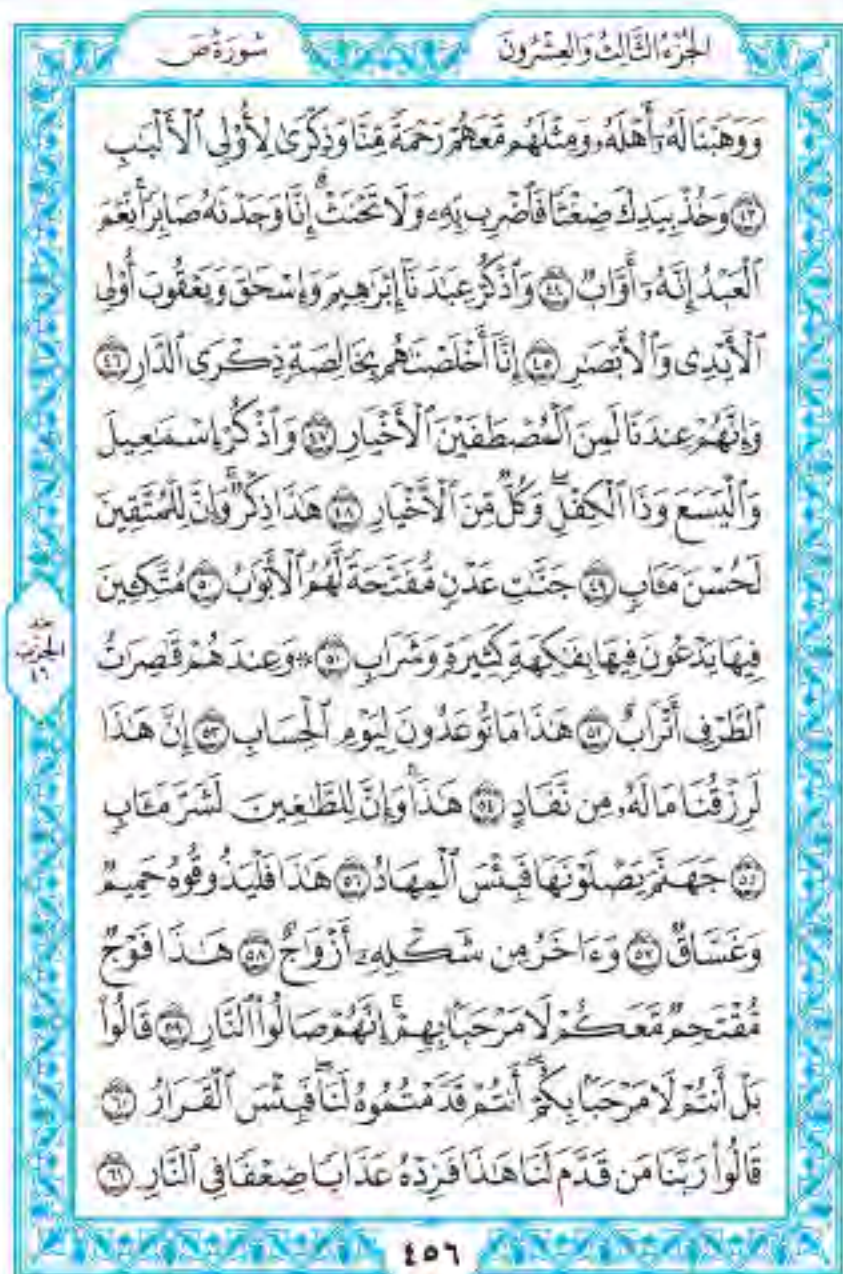 سُورَةُ صٓ
الجُزْءُ الثَّالِثُ وَالعِشْرُونَ
وَوَهَبْنَا لَهُۥٓ أَهْلَهُۥ وَمِثْلَهُم مَّعَهُمْ رَحْمَةً مِّنَّا وَذِكْرَىٰ لِأُوْلِى ٱلْأَلْبَٰبِ
٤٣ وَخُذْ بِيَدِكَ ضِغْثًا فَٱضْرِب بِّهِۦ وَلَا تَحْنَثْ ۗ إِنَّا وَجَدْنَٰهُ صَابِرًا ۚ نِّعْمَ
ٱلْعَبْدُ ۖ إِنَّهُۥٓ أَوَّابٌ ٤٤ وَٱذْكُرْ عِبَٰدَنَآ إِبْرَٰهِيمَ وَإِسْحَٰقَ وَيَعْقُوبَ أُوْلِى
ٱلْأَيْدِى وَٱلْأَبْصَٰرِ ٤٥ إِنَّآ أَخْلَصْنَٰهُم بِخَالِصَةٍ ذِكْرَى ٱلدَّارِ ٤٦
وَإِنَّهُمْ عِندَنَا لَمِنَ ٱلْمُصْطَفَيْنَ ٱلْأَخْيَارِ ٤٧ وَٱذْكُرْ إِسْمَٰعِيلَ
وَٱلْيَسَعَ وَذَا ٱلْكِفْلِ ۖ وَكُلٌّ مِّنَ ٱلْأَخْيَارِ ٤٨ هَٰذَا ذِكْرٌ ۚ وَإِنَّ لِلْمُتَّقِينَ
لَحُسْنَ مَـَٔابٍ ٤٩ جَنَّٰتِ عَدْنٍ مُّفَتَّحَةً لَّهُمُ ٱلْأَبْوَٰبُ ٥٠ مُتَّكِـِٔينَ
فِيهَا يَدْعُونَ فِيهَا بِفَٰكِهَةٍ كَثِيرَةٍ وَشَرَابٍ ٥١ ۞ وَعِندَهُمْ قَٰصِرَٰتُ
ٱلطَّرْفِ أَتْرَابٌ ٥٢ هَٰذَا مَا تُوعَدُونَ لِيَوْمِ ٱلْحِسَابِ ٥٣ إِنَّ هَٰذَا
لَرِزْقُنَا مَا لَهُۥ مِن نَّفَادٍ ٥٤ هَٰذَا ۚ وَإِنَّ لِلطَّٰغِينَ لَشَرَّ مَـَٔابٍ
٥٥ جَهَنَّمَ يَصْلَوْنَهَا فَبِئْسَ ٱلْمِهَادُ ٥٦ هَٰذَا فَلْيَذُوقُوهُ حَمِيمٌ
وَغَسَّاقٌ ٥٧ وَءَاخَرُ مِن شَكْلِهِۦٓ أَزْوَٰجٌ ٥٨ هَٰذَا فَوْجٌ
مُّقْتَحِمٌ مَّعَكُمْ ۖ لَا مَرْحَبًۢا بِهِمْ ۚ إِنَّهُمْ صَالُوا۟ ٱلنَّارِ ٥٩ قَالُوا۟
بَلْ أَنتُمْ لَا مَرْحَبًۢا بِكُمْ ۖ أَنتُمْ قَدَّمْتُمُوهُ لَنَا ۖ فَبِئْسَ ٱلْقَرَارُ ٦٠
قَالُوا۟ رَبَّنَا مَن قَدَّمَ لَنَا هَٰذَا فَزِدْهُ عَذَابًا ضِعْفًا فِى ٱلنَّارِ ٦١
الحزب
٤٦
٤٥٦